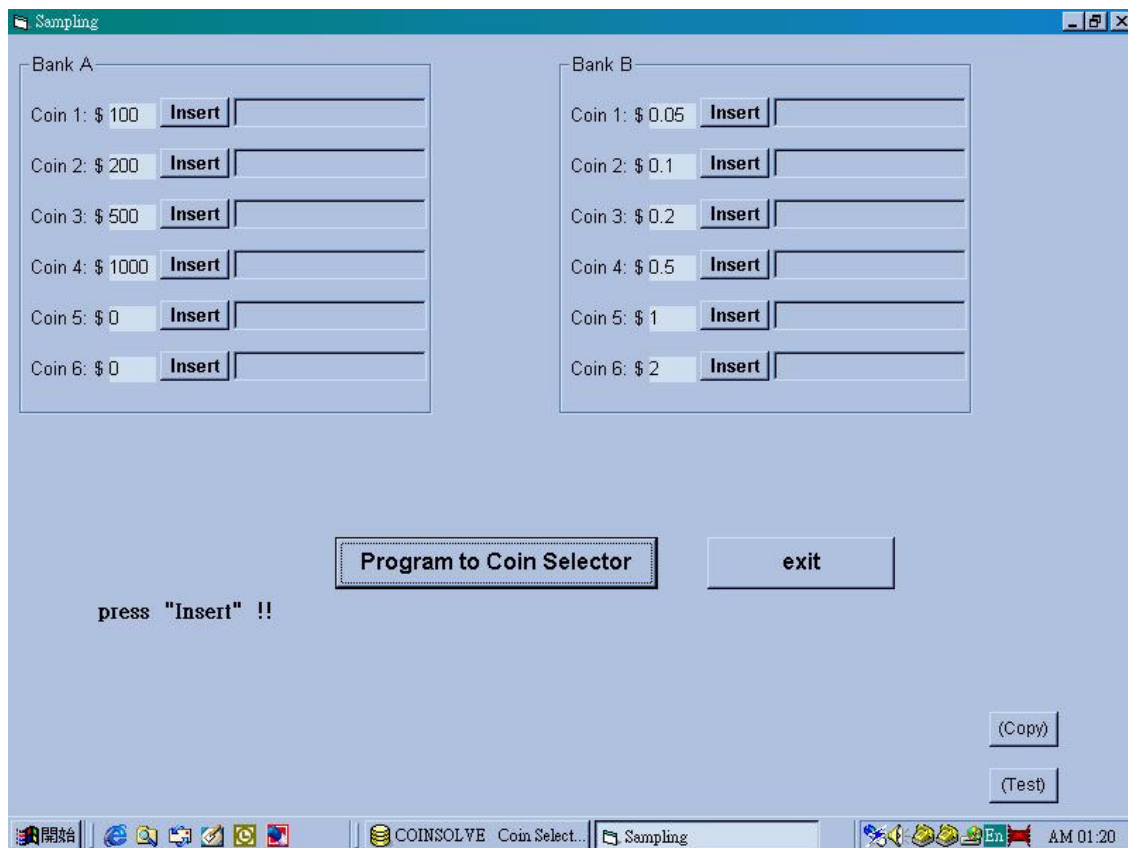 Sampling
Bank A
Coin 1: $ 100 Insert
Coin 2: $ 200 Insert
Coin 3: $ 500 Insert
Coin 4: $ 1000 Insert
Coin 5: $ 0 Insert
Coin 6: $ 0 Insert
Bank B
Coin 1: $ 0.05 Insert
Coin 2: $ 0.1 Insert
Coin 3: $ 0.2 Insert
Coin 4: $ 0.5 Insert
Coin 5: $ 1 Insert
Coin 6: $ 2 Insert
Program to Coin Selector
exit
press "Insert" !!
(Copy)
(Test)
開始 COINSOLVE Coin Select... Sampling En AM 01:20